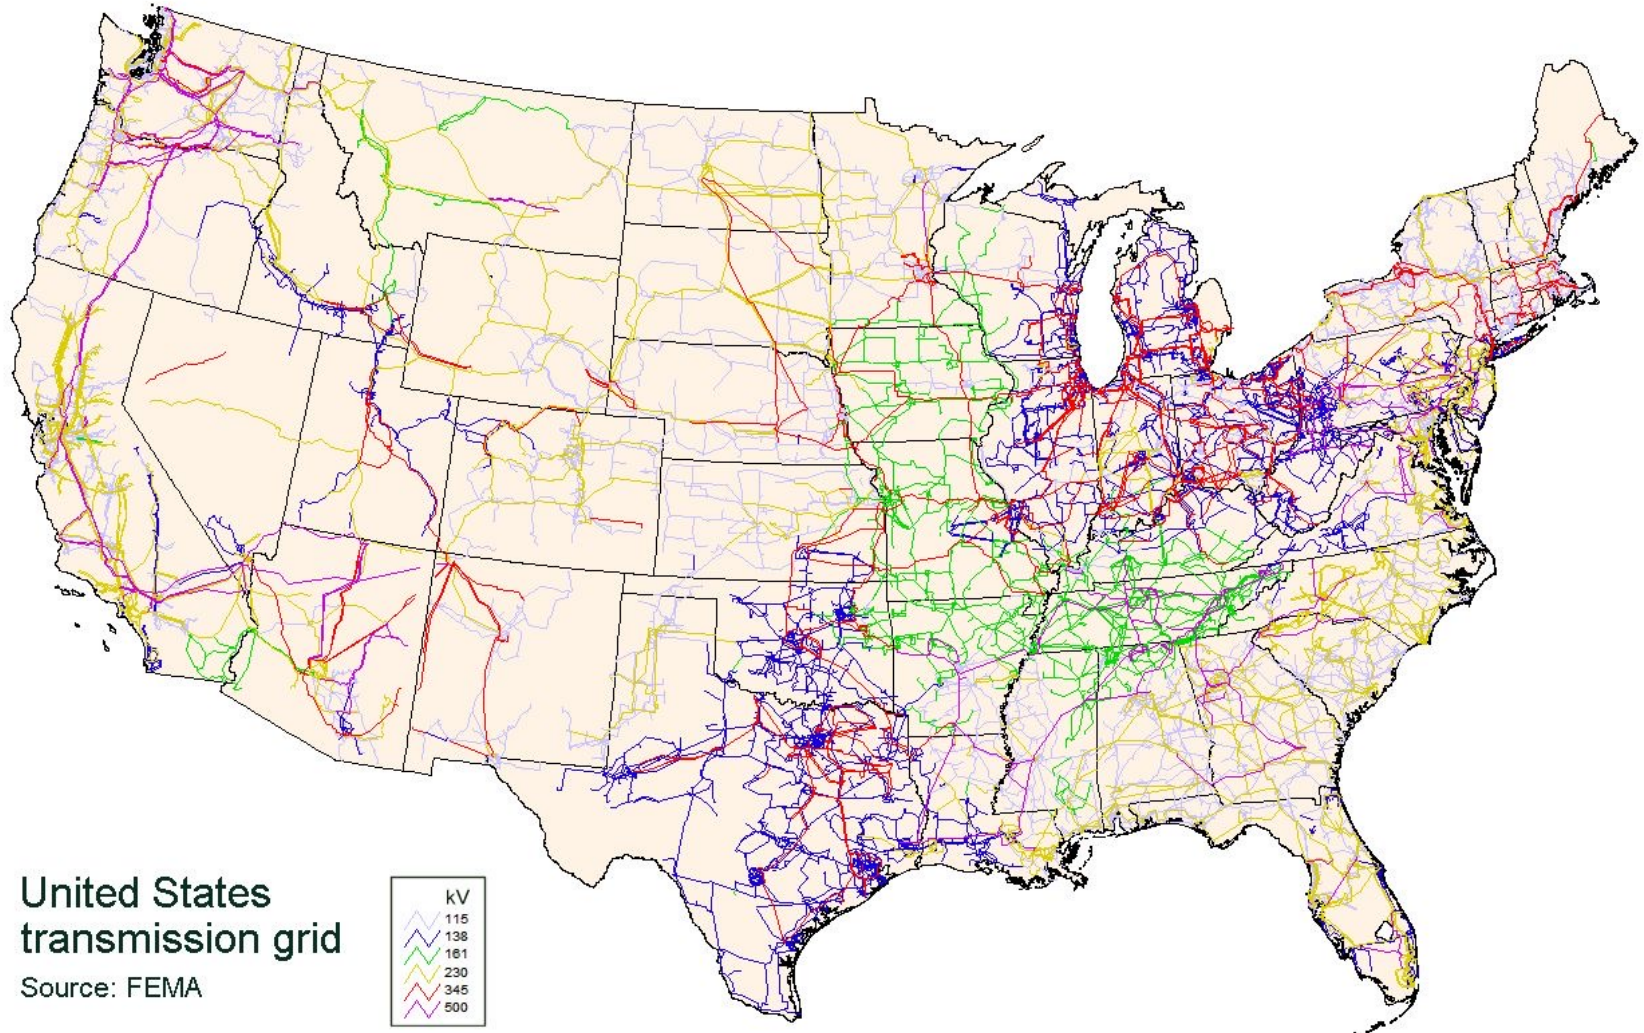 United States
transmission grid
Source: FEMA
kV
115
138
161
230
345
500